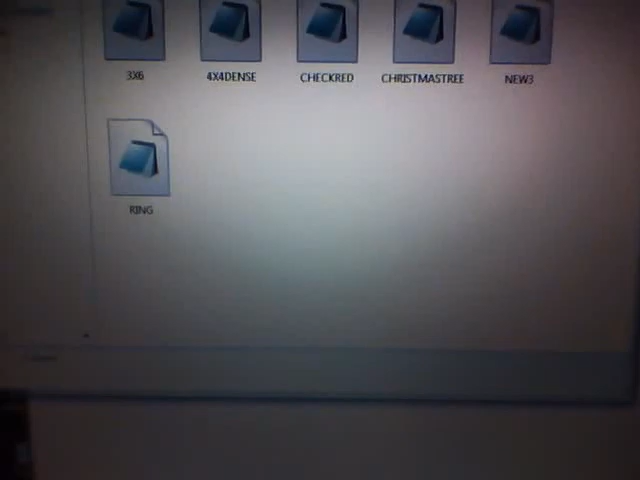 3X6
4X4DENSE
CHECKRED
CHRISTMASTREE
NEW3
RING